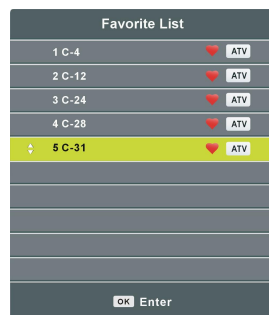 Favorite List
1 C-4 ATV
2 C-12 ATV
3 C-24 ATV
4 C-28 ATV
5 C-31 ATV
OK Enter